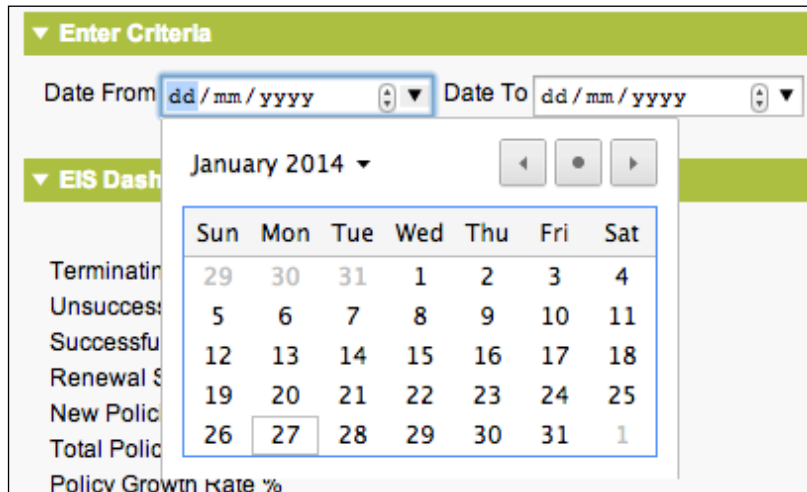 Enter Criteria
Date From dd/mm/yyyy Date To dd/mm/yyyy
January 2014
EIS Dash
Sun Mon Tue Wed Thu Fri Sat
29 30 31 1 2 3 4
5 6 7 8 9 10 11
12 13 14 15 16 17 18
19 20 21 22 23 24 25
26 27 28 29 30 31 1
Terminatin
Unsuccess
Successfu
Renewal S
New Polic
Total Polic
Policy Growth Rate %